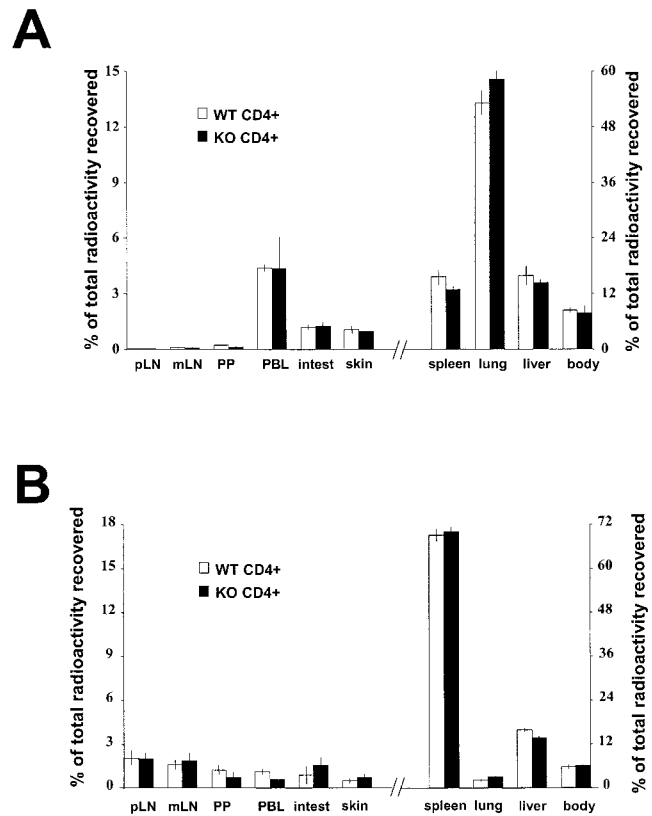 A
% of total radioactivity recovered
15
12
9
6
3
0
WT CD4+
KO CD4+
60
48
36
24
12
0
% of total radioactivity recovered
pLN mLN PP PBL intest skin spleen lung liver body
B
% of total radioactivity recovered
18
15
12
9
6
3
0
WT CD4+
KO CD4+
72
60
48
36
24
12
0
% of total radioactivity recovered
pLN mLN PP PBL intest skin spleen lung liver body